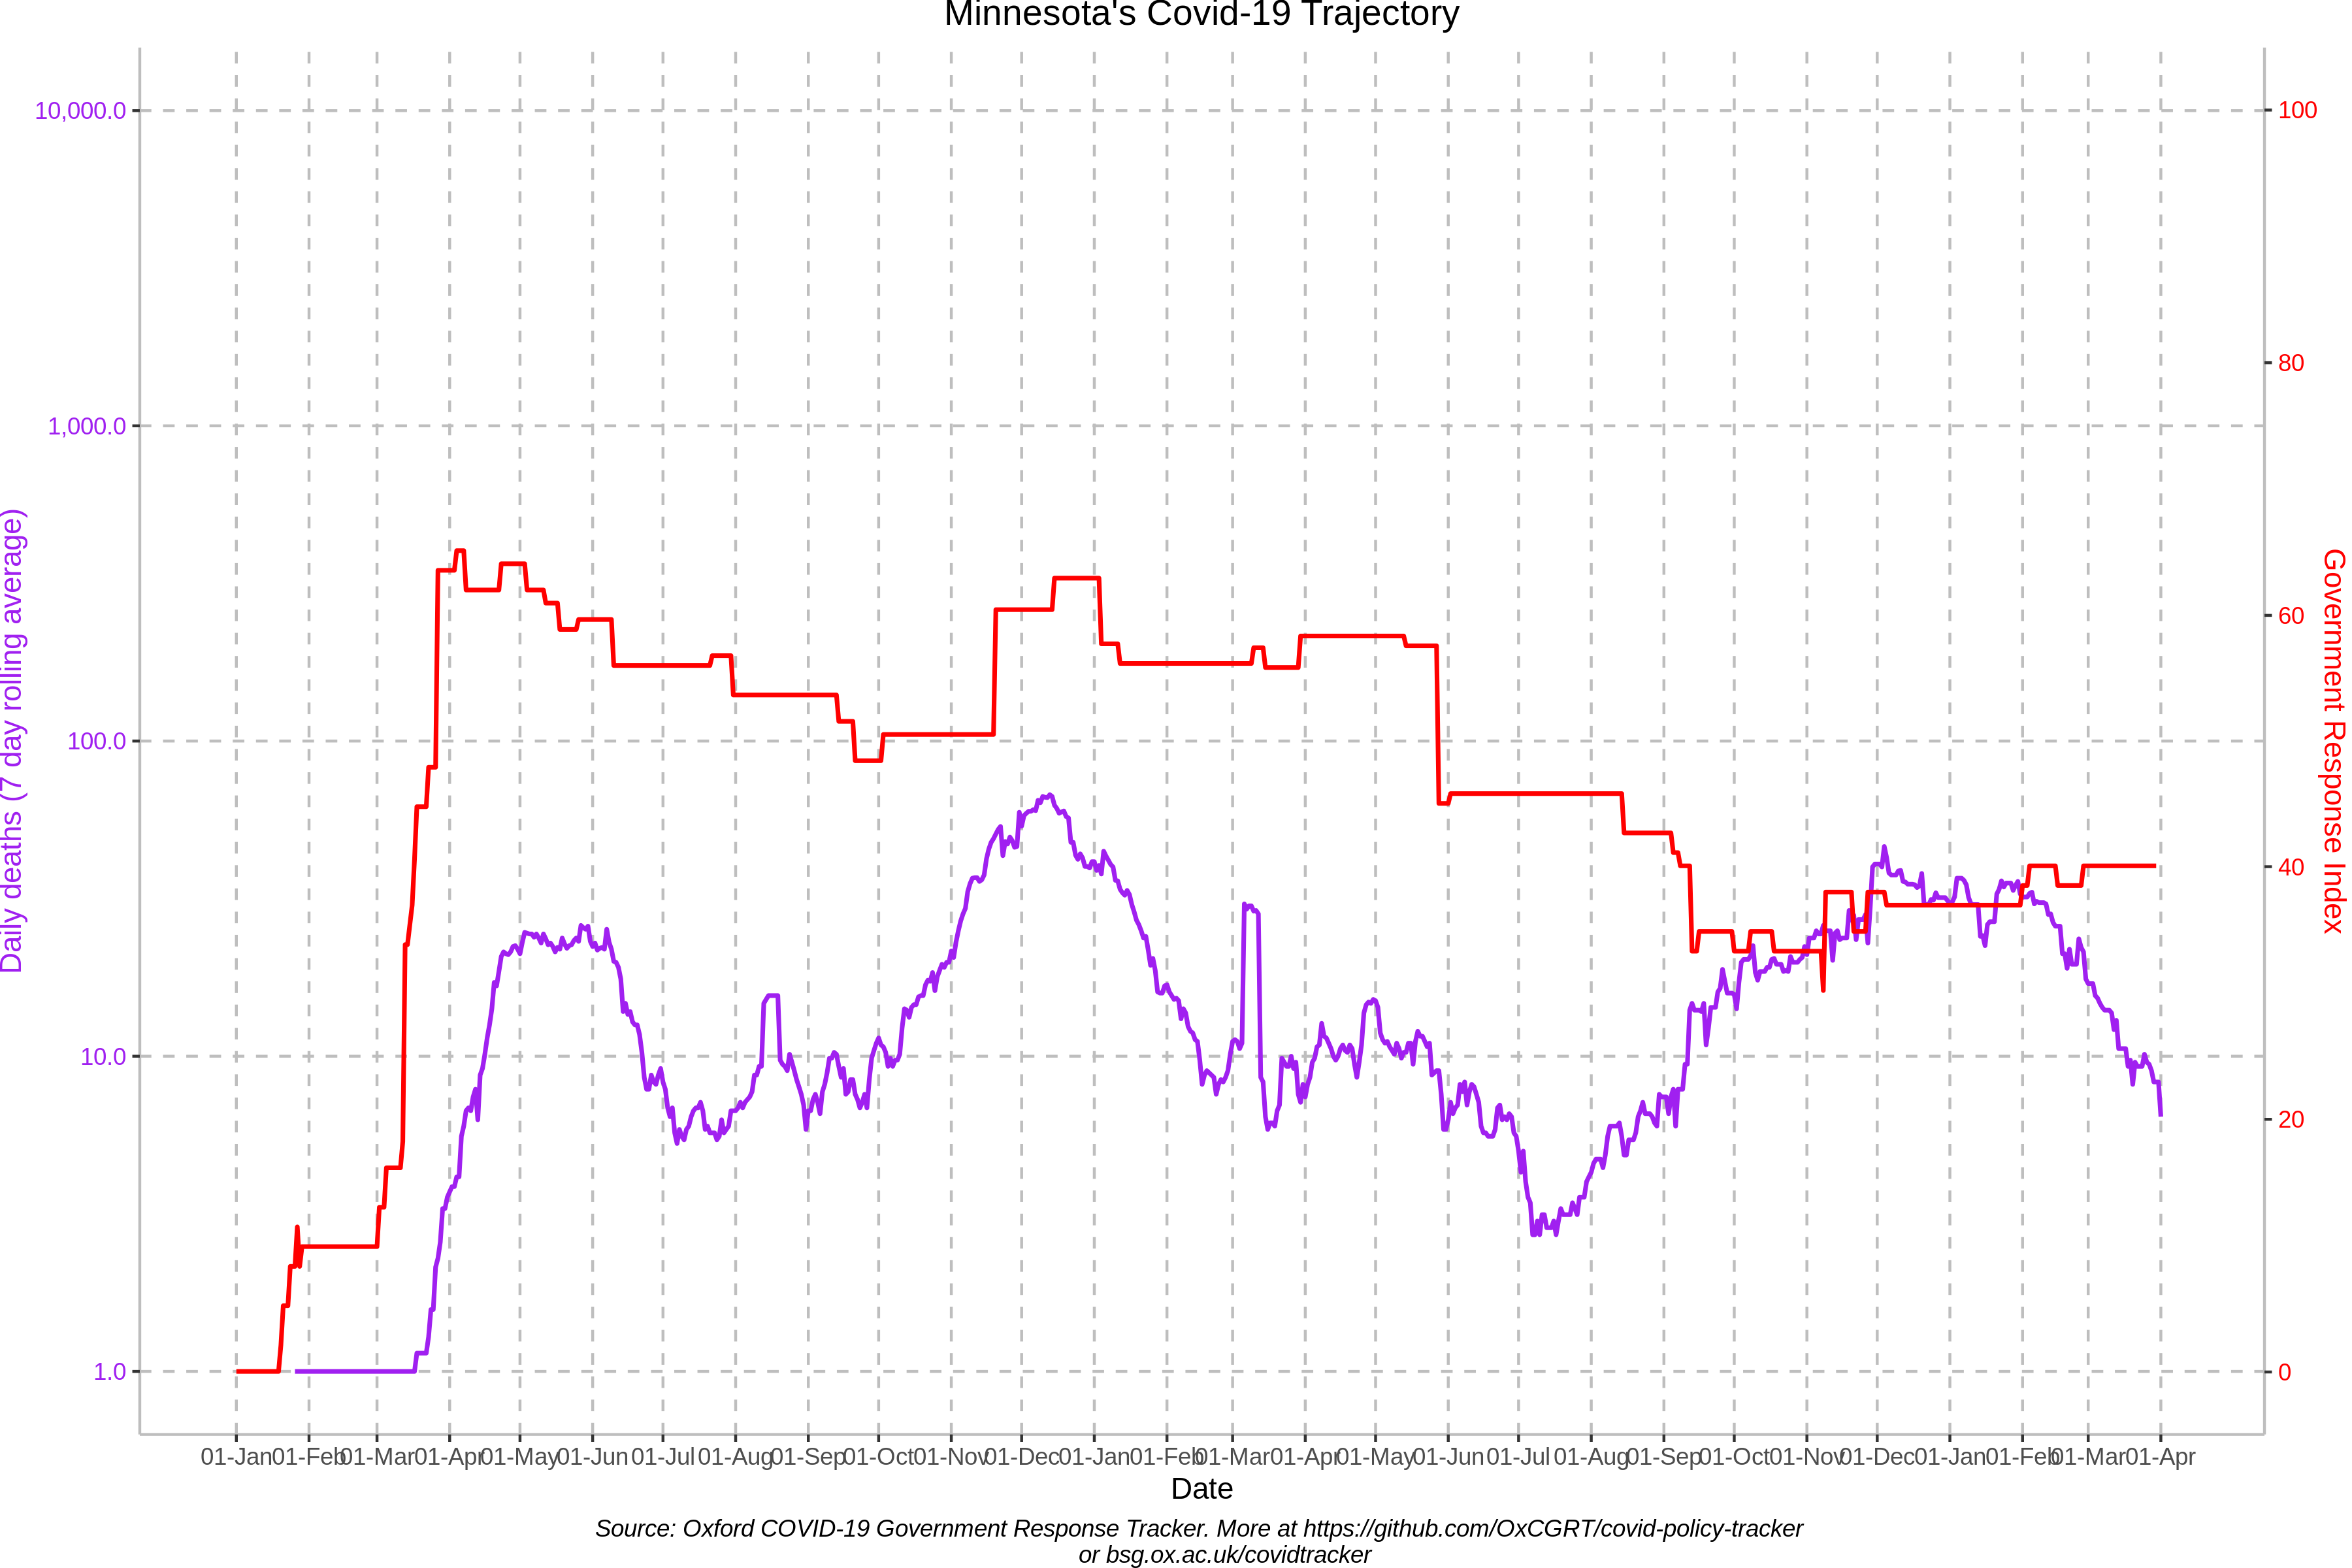 Minnesota's Covid-19 Trajectory
10,000.0
1,000.0
100.0
10.0
1.0
Daily deaths (7 day rolling average)
100
80
60
40
20
0
Government Response Index
01-Jan 01-Feb 01-Mar 01-Apr 01-May 01-Jun 01-Jul 01-Aug 01-Sep 01-Oct 01-Nov 01-Dec 01-Jan 01-Feb 01-Mar 01-Apr 01-May 01-Jun 01-Jul 01-Aug 01-Sep 01-Oct 01-Nov 01-Dec 01-Jan 01-Feb 01-Mar 01-Apr
Date
Source: Oxford COVID-19 Government Response Tracker. More at https://github.com/OxCGRT/covid-policy-tracker
or bsg.ox.ac.uk/covidtracker